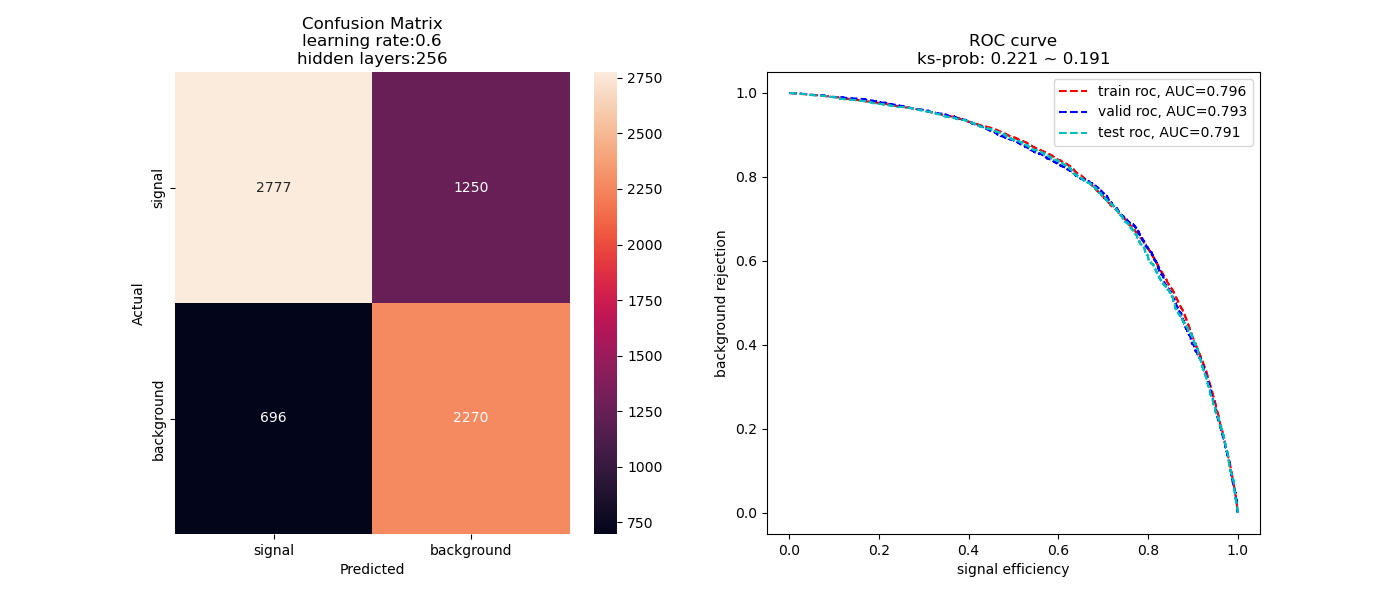 Confusion Matrix
learning rate:0.6
hidden layers:256
signal
background
Actual
2777
1250
696
2270
signal
background
Predicted
2750
2500
2250
2000
1750
1500
1250
1000
750
ROC curve
ks-prob: 0.221 ~ 0.191
train roc, AUC=0.796
valid roc, AUC=0.793
test roc, AUC=0.791
background rejection
1.0
0.8
0.6
0.4
0.2
0.0
0.0
0.2
0.4
0.6
0.8
1.0
signal efficiency